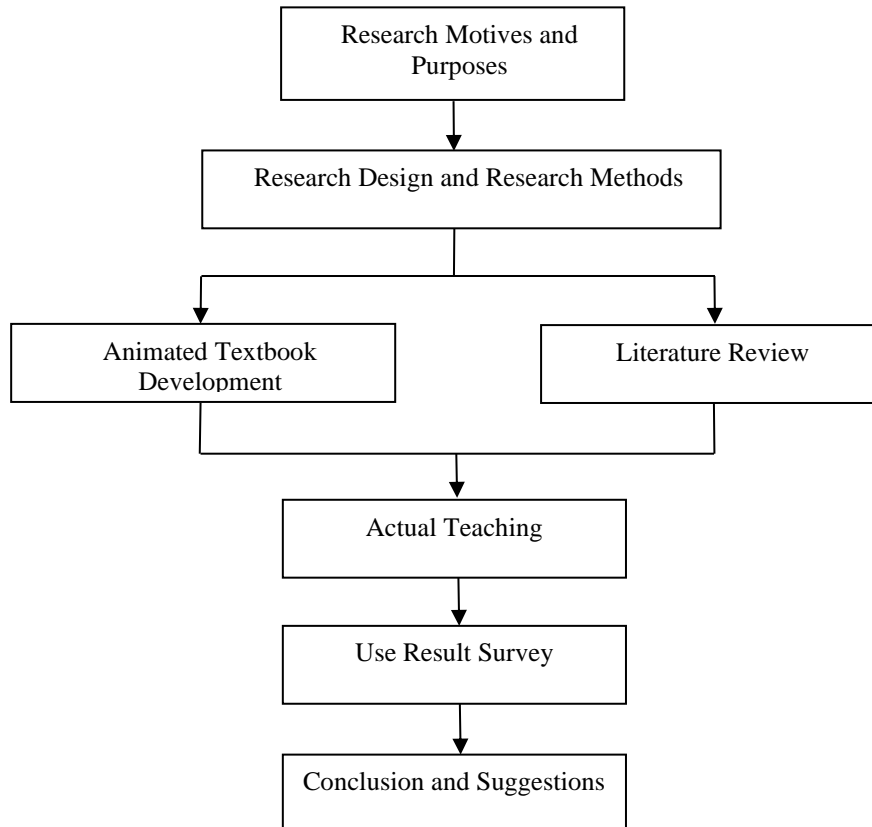 Research Motives and
Purposes
Research Design and Research Methods
Animated Textbook
Development
Literature Review
Actual Teaching
Use Result Survey
Conclusion and Suggestions